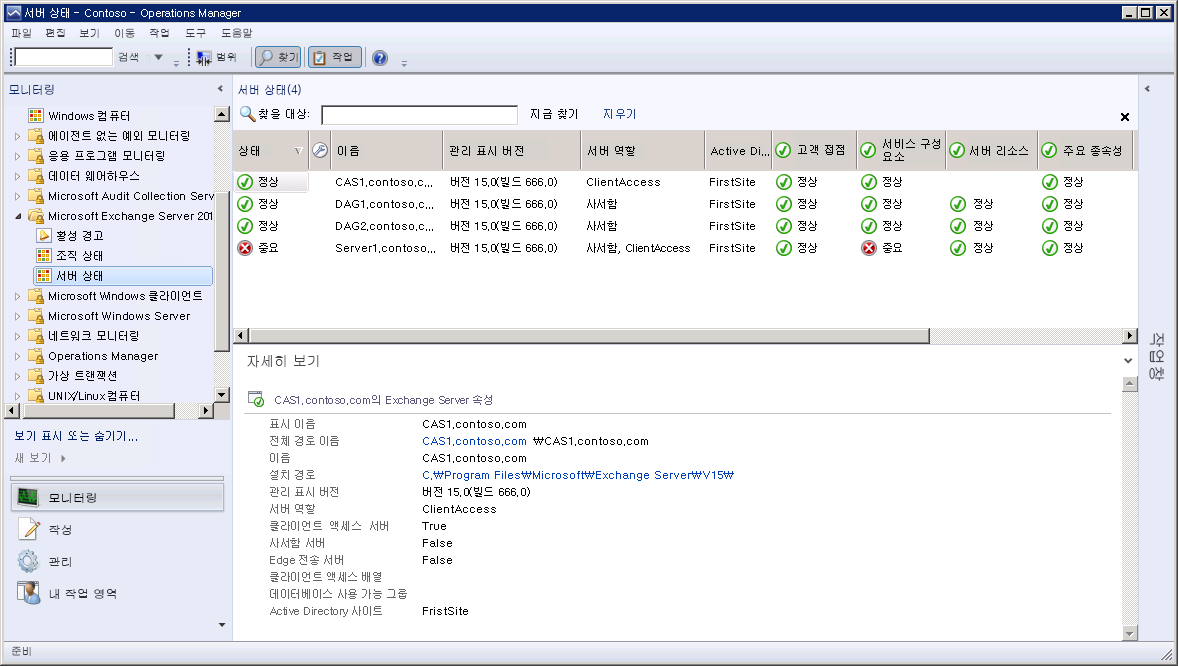 서버 상태 - Contoso - Operations Manager
파일 편집 보기 이동 작업 도구 도움말
검색 범위 찾기 작업
모니터링
Windows 컴퓨터
에이전트 없는 예외 모니터링
응용 프로그램 모니터링
데이터 웨어하우스
Microsoft Audit Collection Serv
Microsoft Exchange Server 201
활성 경고
조직 상태
서버 상태
Microsoft Windows 클라이언트
Microsoft Windows Server
네트워크 모니터링
Operations Manager
가상 트랜잭션
UNIX/Linux 컴퓨터
보기 표시 또는 숨기기...
새 보기
모니터링
작성
관리
내 작업 영역
서버 상태(4)
찾을 대상: 지금 찾기 지우기
상태 이름 관리 표시 버전 서버 역할 Active Di... 고객 접점 서비스 구성 요소 서버 리소스 주요 종속성
정상 CAS1.contoso.c... 버전 15.0(빌드 666.0) ClientAccess FirstSite 정상 정상 정상
정상 DAG1.contoso.c... 버전 15.0(빌드 666.0) 사서함 FirstSite 정상 정상 정상 정상
정상 DAG2.contoso.c... 버전 15.0(빌드 666.0) 사서함 FirstSite 정상 정상 정상 정상
중요 Server1.contoso... 버전 15.0(빌드 666.0) 사서함, ClientAccess FirstSite 정상 중요 정상 정상
자세히 보기
CAS1.contoso.com의 Exchange Server 속성
표시 이름 CAS1.contoso.com
전체 경로 이름 CAS1.contoso.com ₩CAS1.contoso.com
이름 CAS1.contoso.com
설치 경로 C.₩Program Files₩Microsoft₩Exchange Server₩V15₩
관리 표시 버전 버전 15.0(빌드 666.0)
서버 역할 ClientAccess
클라이언트 액세스 서버 True
사서함 서버 False
Edge 전송 서버 False
클라이언트 액세스 배열
데이터베이스 사용 가능 그룹
Active Directory 사이트 FristSite
작업창
준비